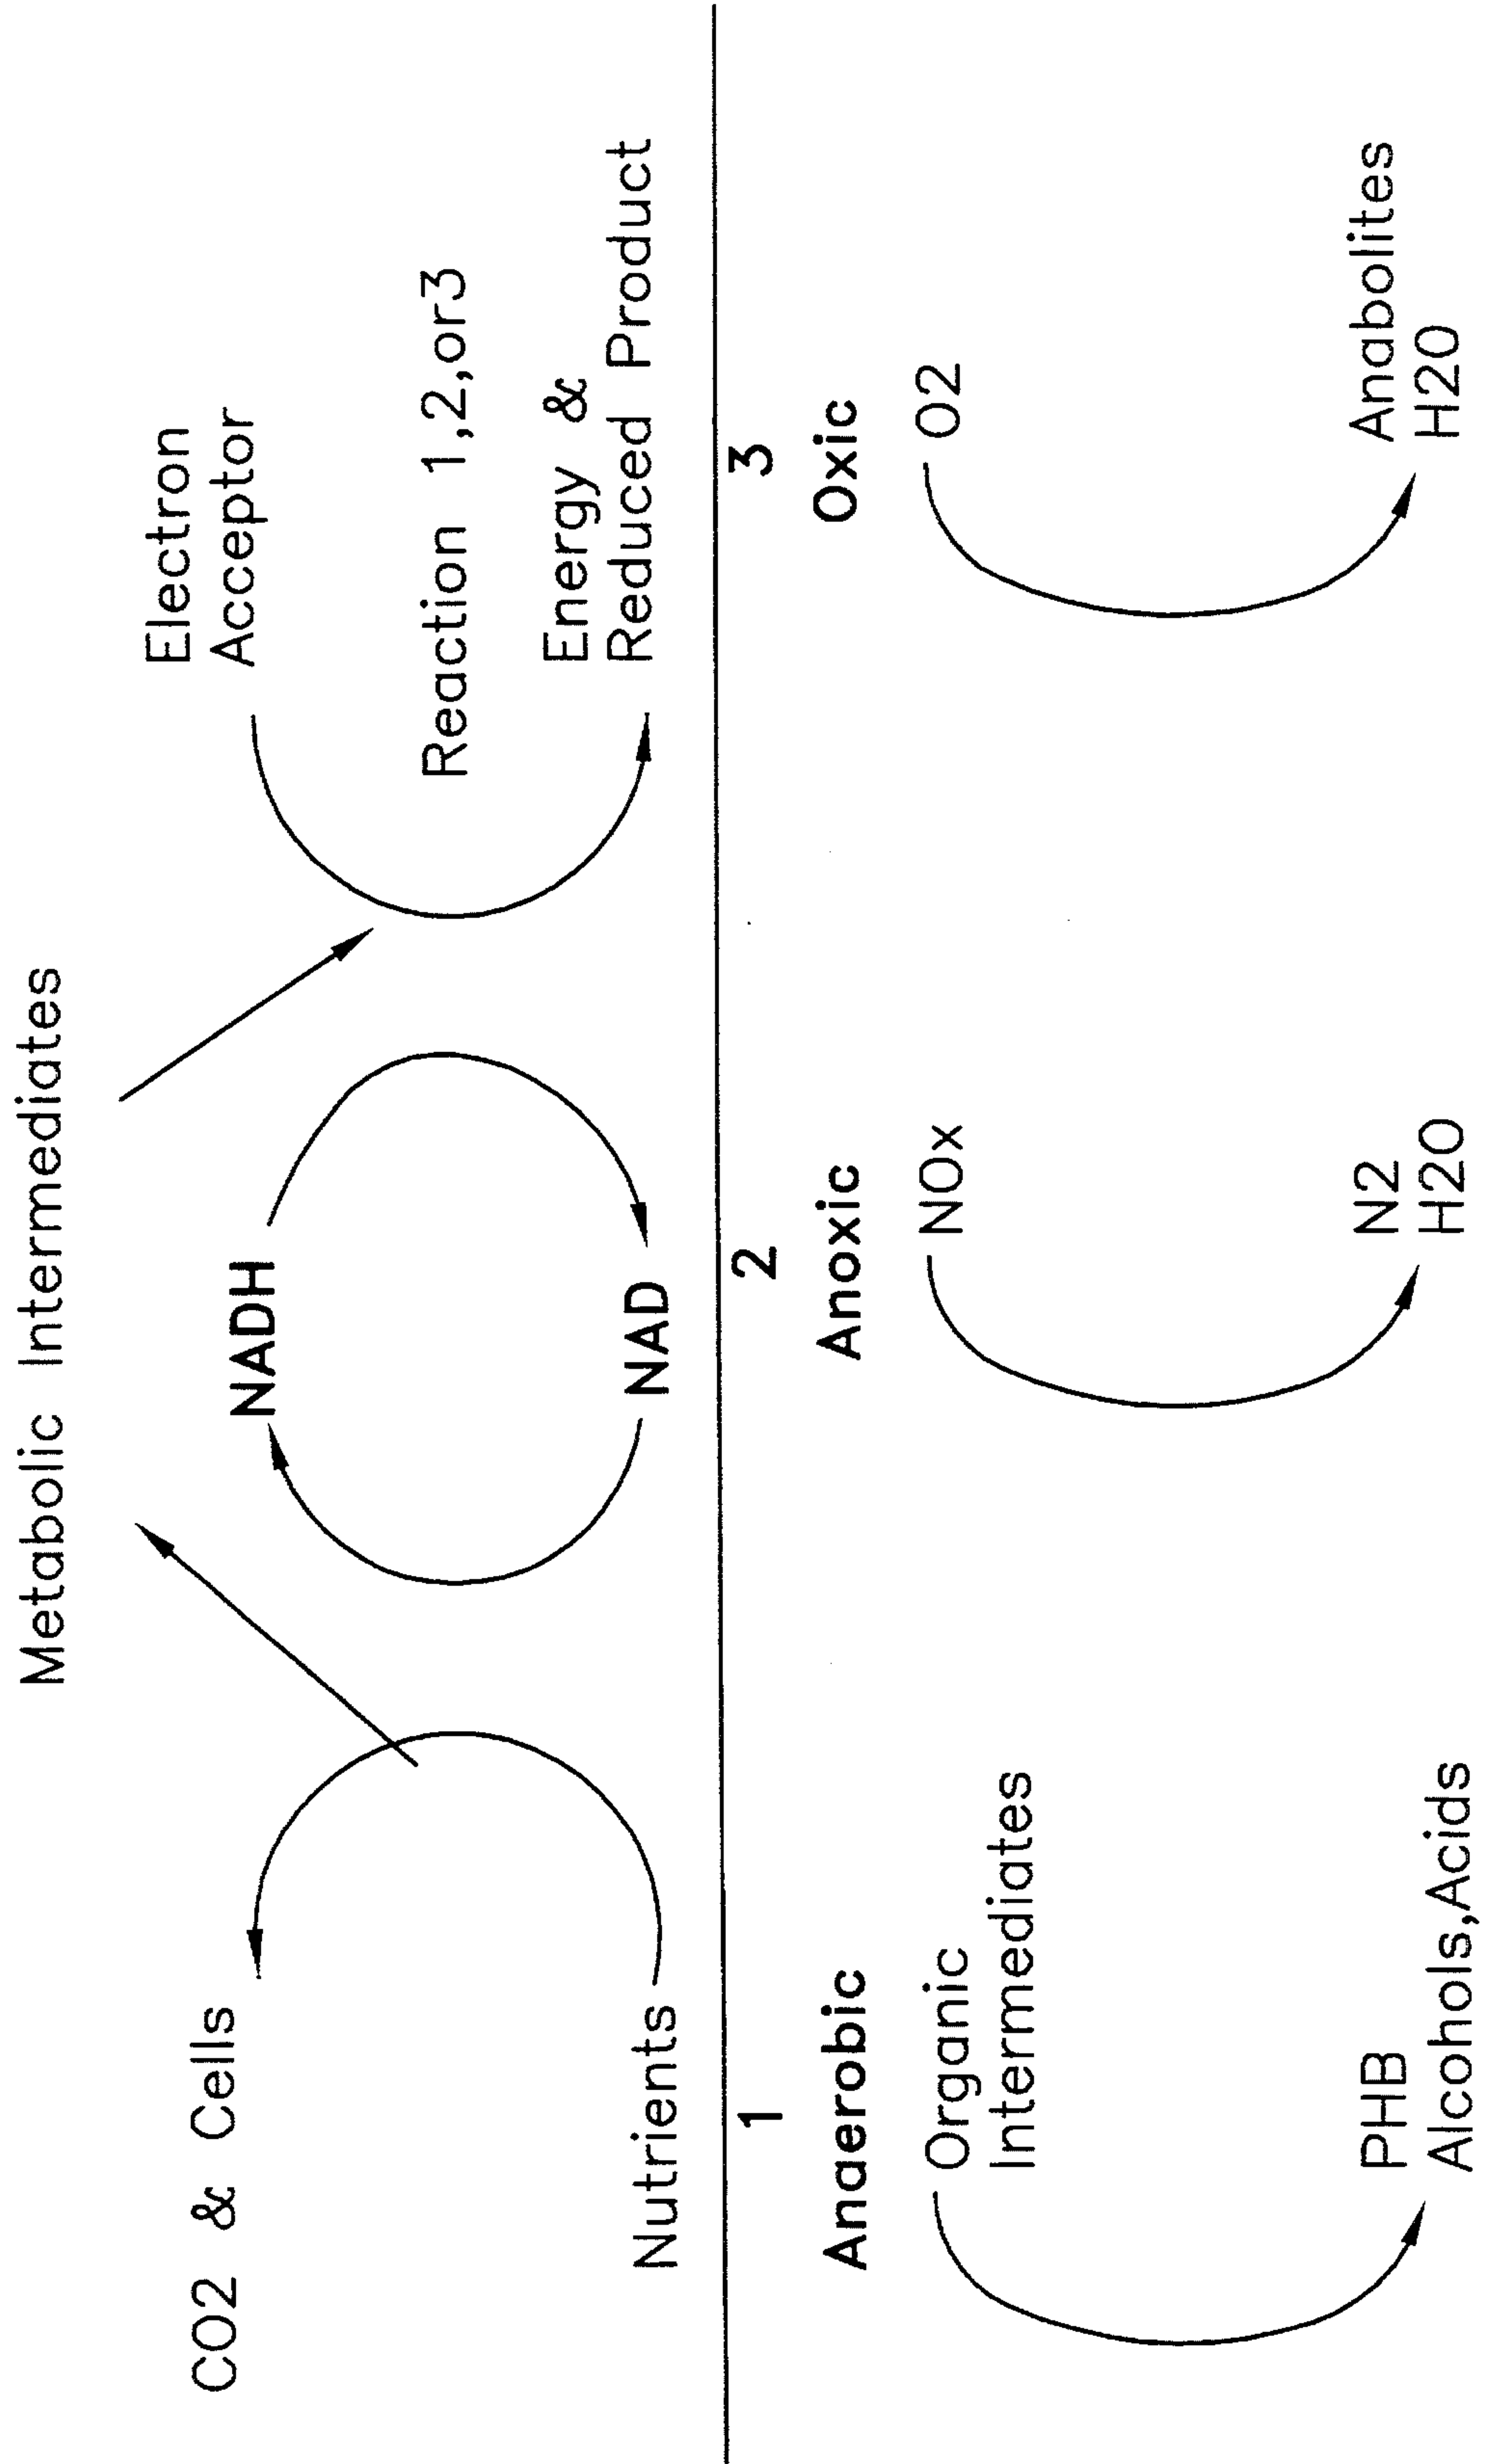 Metabolic Intermediates
CO2 & Cells
NADH
Electron
Acceptor
Reaction 1,2,or3
Nutrients
NAD
Energy &
Reduced Product
1
2
3
Anaerobic
Anoxic
Oxic
Organic
Intermediates
NOx
O2
PHB
Alcohols,Acids
N2
H2O
Anabolites
H2O